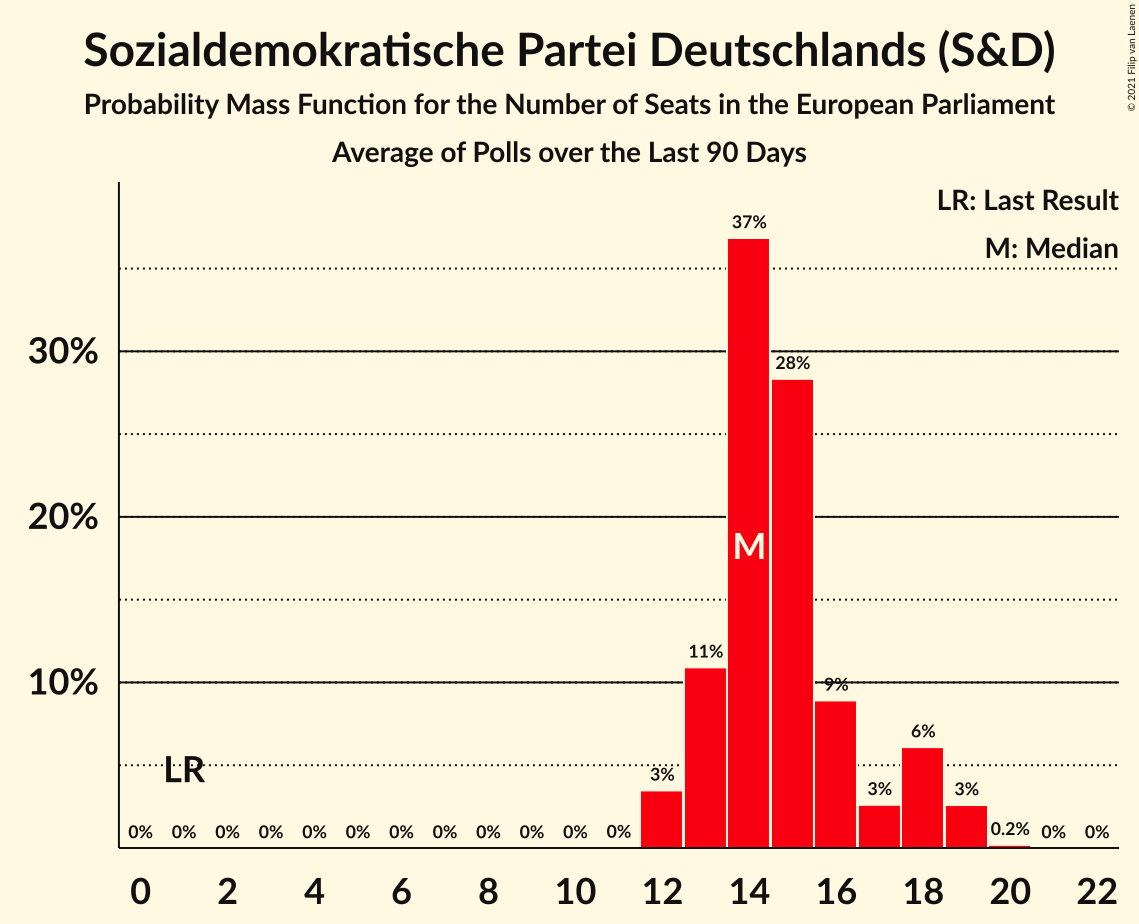 Sozialdemokratische Partei Deutschlands (S&D)
Probability Mass Function for the Number of Seats in the European Parliament
Average of Polls over the Last 90 Days
© 2021 Filip van Laenen
LR: Last Result
M: Median
37%
30%
28%
20%
M
11%
10%
9%
6%
LR
3%
3%
3%
0% 0% 0% 0% 0% 0% 0% 0% 0% 0% 0% 0% 0.2% 0% 0%
0 2 4 6 8 10 12 14 16 18 20 22